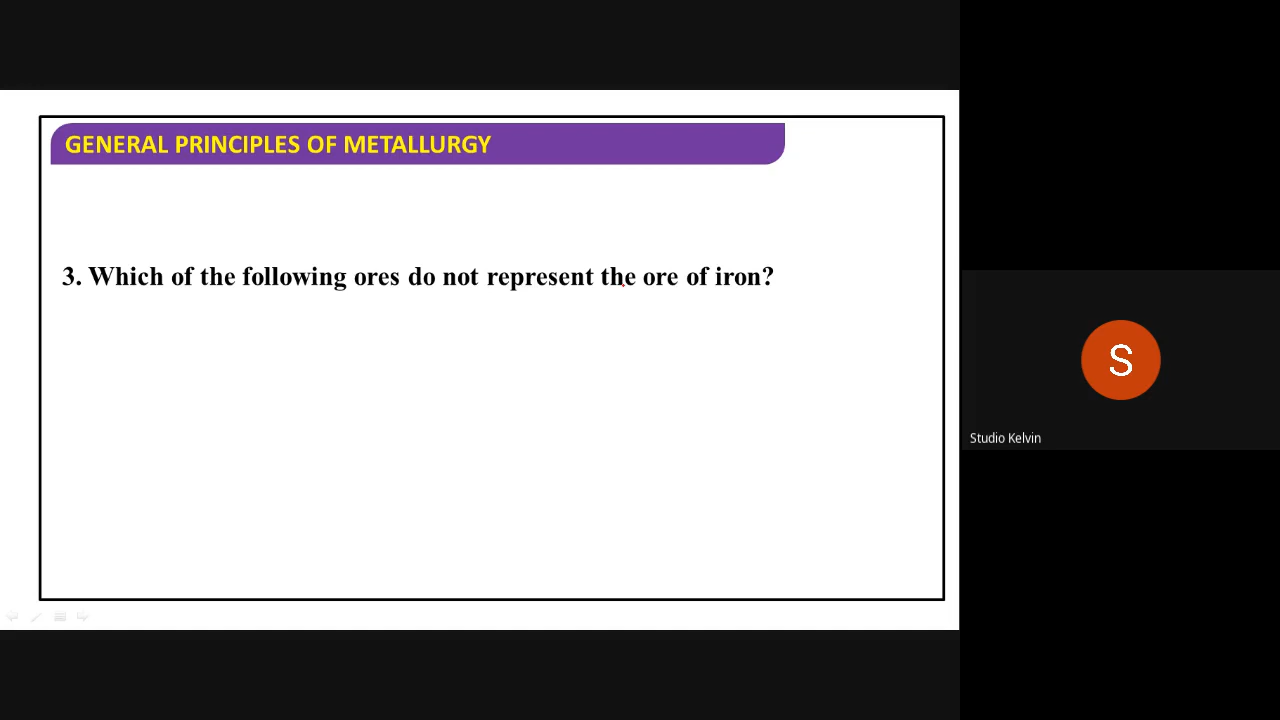 GENERAL PRINCIPLES OF METALLURGY
3. Which of the following ores do not represent the ore of iron?
S
Studio Kelvin